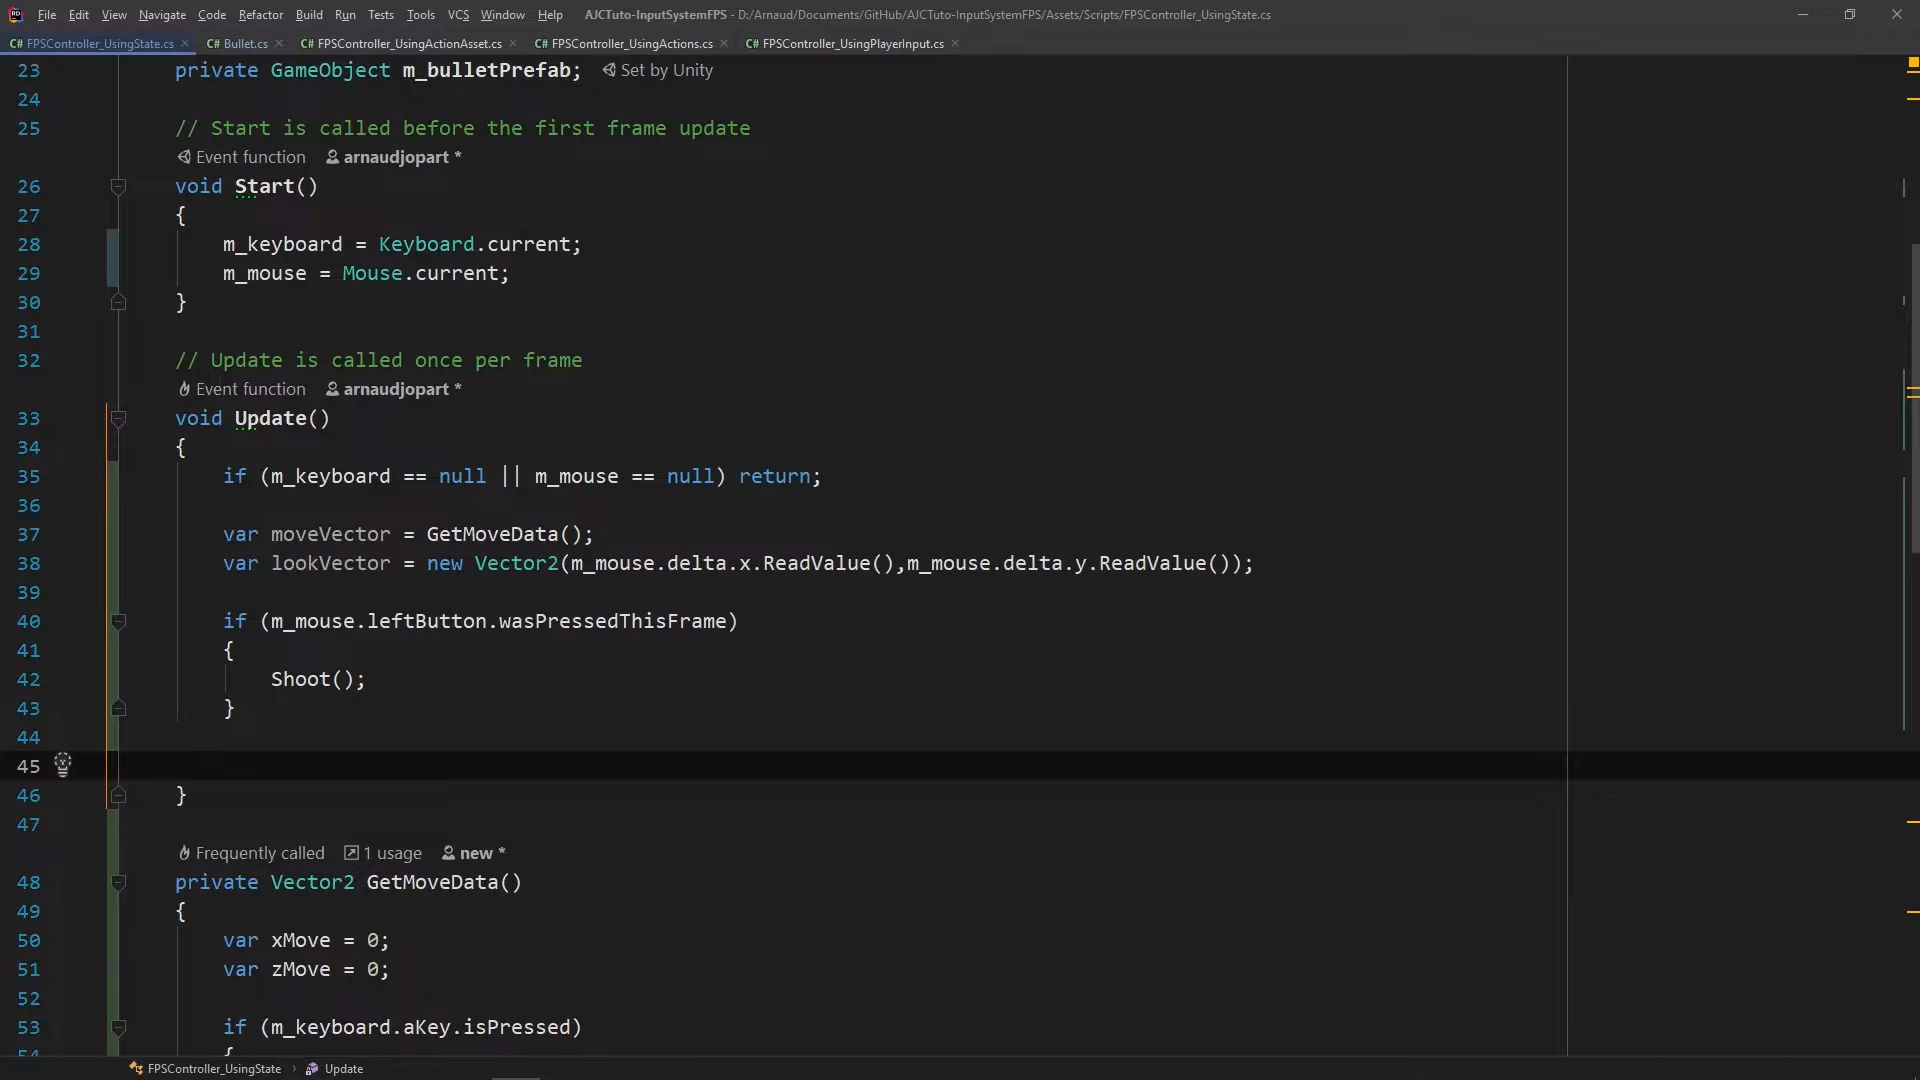 File Edit View Navigate Code Refactor Build Run Tests Tools VCS Window Help AJCTuto-InputSystemFPS - D:/Arnaud/Documents/GitHub/AJCTuto-InputSystemFPS/Assets/Scripts/FPSController_UsingState.cs
C# FPSController_UsingState.cs C# Bullet.cs C# FPSController_UsingActionAsset.cs C# FPSController_UsingActions.cs C# FPSController_UsingPlayerInput.cs
23 private GameObject m_bulletPrefab; Set by Unity
24
25 // Start is called before the first frame update
Event function arnaudjopart *
26 void Start()
27 {
28 m_keyboard = Keyboard.current;
29 m_mouse = Mouse.current;
30 }
31
32 // Update is called once per frame
Event function arnaudjopart *
33 void Update()
34 {
35 if (m_keyboard == null || m_mouse == null) return;
36
37 var moveVector = GetMoveData();
38 var lookVector = new Vector2(m_mouse.delta.x.ReadValue(),m_mouse.delta.y.ReadValue());
39
40 if (m_mouse.leftButton.wasPressedThisFrame)
41 {
42 Shoot();
43 }
44
45
46 }
47
Frequently called 1 usage new *
48 private Vector2 GetMoveData()
49 {
50 var xMove = 0;
51 var zMove = 0;
52
53 if (m_keyboard.aKey.isPressed)
54 {
FPSController_UsingState › Update